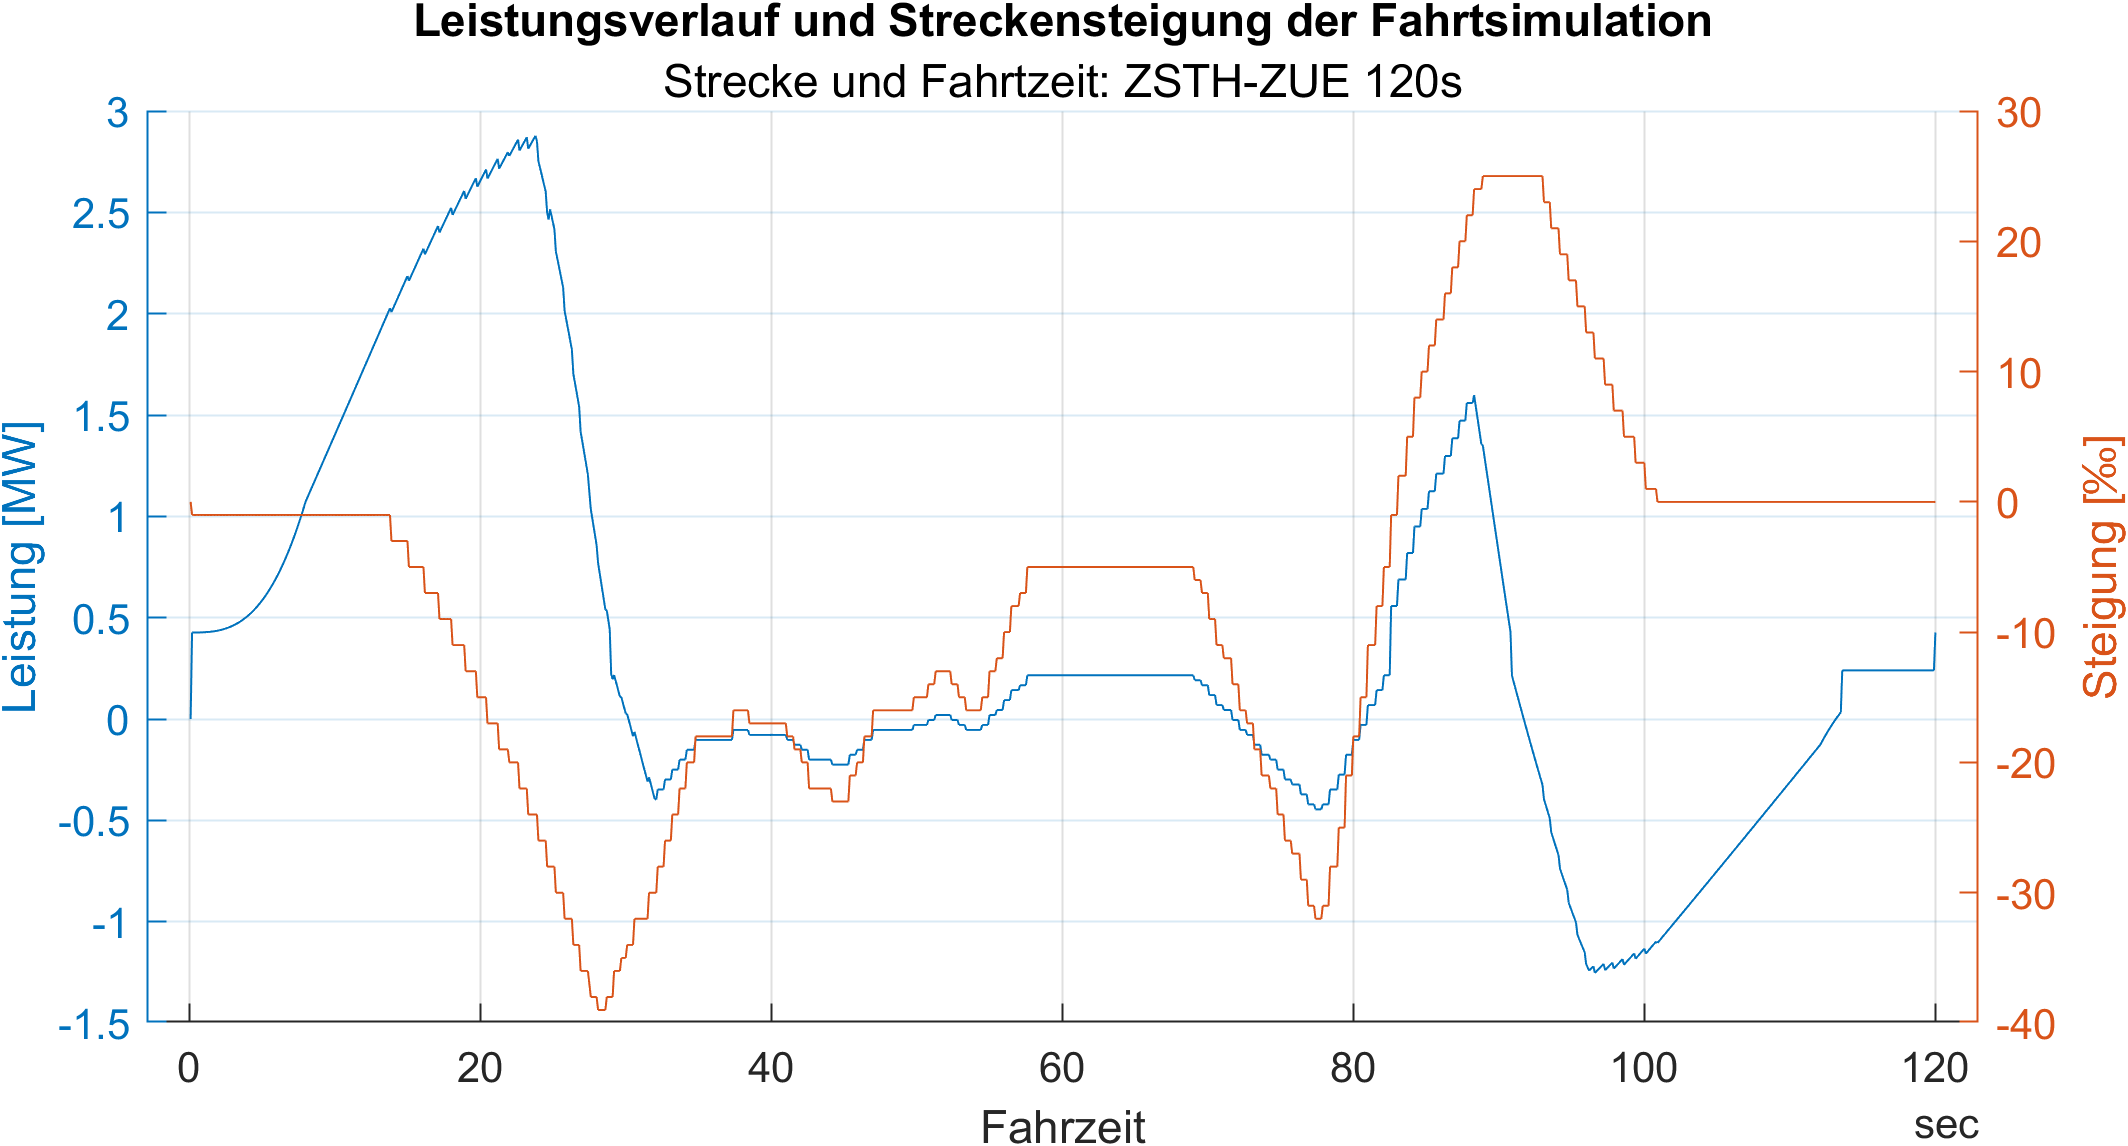 Leistungsverlauf und Streckensteigung der Fahrtsimulation
Strecke und Fahrtzeit: ZSTH-ZUE 120s
3
2.5
2
1.5
1
0.5
0
-0.5
-1
-1.5
Leistung [MW]
30
20
10
0
-10
-20
-30
-40
Steigung [‰]
0 20 40 60 80 100 120
Fahrzeit
sec